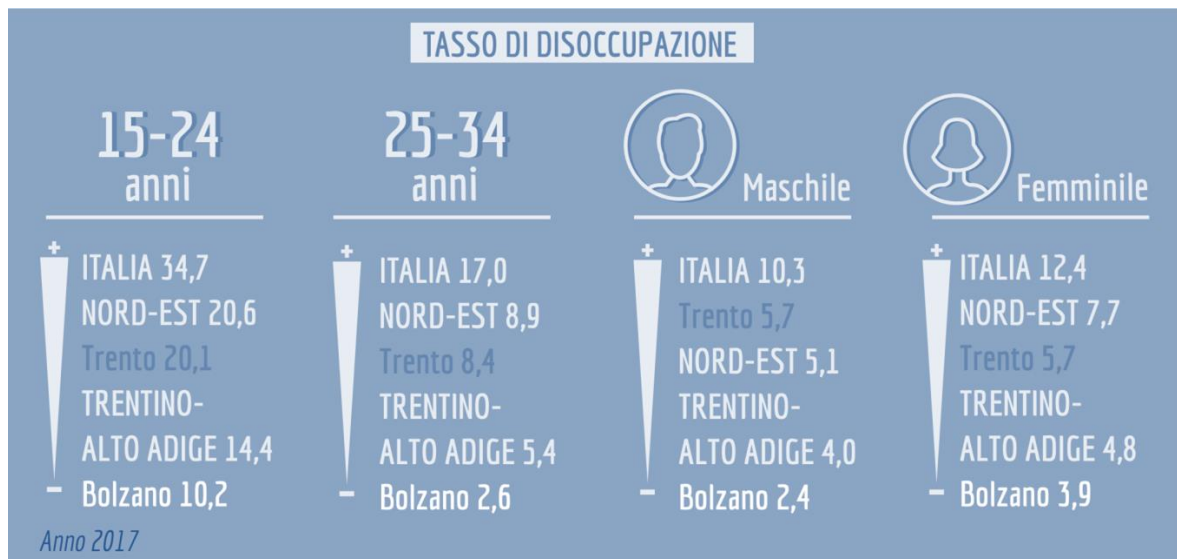 TASSO DI DISOCCUPAZIONE
15-24
anni
+
ITALIA 34,7
NORD-EST 20,6
Trento 20,1
TRENTINO-
ALTO ADIGE 14,4
- Bolzano 10,2
25-34
anni
+
ITALIA 17,0
NORD-EST 8,9
Trento 8,4
TRENTINO-
ALTO ADIGE 5,4
- Bolzano 2,6
Maschile
+
ITALIA 10,3
Trento 5,7
NORD-EST 5,1
TRENTINO-
ALTO ADIGE 4,0
- Bolzano 2,4
Femminile
+
ITALIA 12,4
NORD-EST 7,7
Trento 5,7
TRENTINO-
ALTO ADIGE 4,8
- Bolzano 3,9
Anno 2017